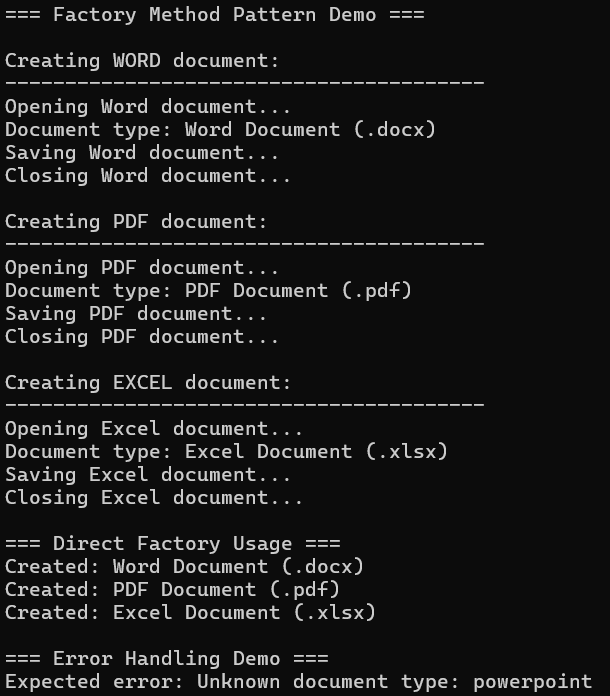 === Factory Method Pattern Demo ===
Creating WORD document:
----------------------------------------
Opening Word document...
Document type: Word Document (.docx)
Saving Word document...
Closing Word document...
Creating PDF document:
----------------------------------------
Opening PDF document...
Document type: PDF Document (.pdf)
Saving PDF document...
Closing PDF document...
Creating EXCEL document:
----------------------------------------
Opening Excel document...
Document type: Excel Document (.xlsx)
Saving Excel document...
Closing Excel document...
=== Direct Factory Usage ===
Created: Word Document (.docx)
Created: PDF Document (.pdf)
Created: Excel Document (.xlsx)
=== Error Handling Demo ===
Expected error: Unknown document type: powerpoint